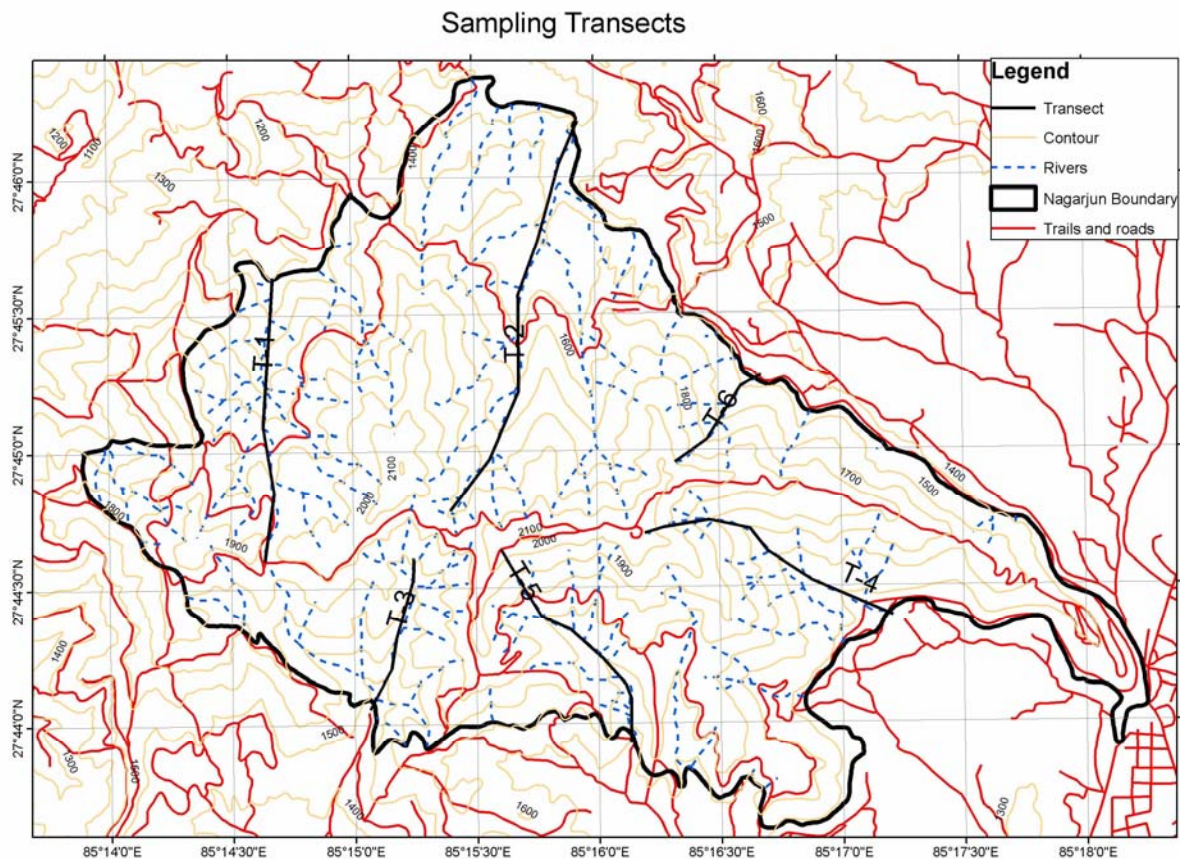 Sampling Transects
Legend
Transect
Contour
Rivers
Nagarjun Boundary
Trails and roads
27°46'0"N
27°45'30"N
27°45'0"N
27°44'30"N
27°44'0"N
85°14'0"E
85°14'30"E
85°15'0"E
85°15'30"E
85°16'0"E
85°16'30"E
85°17'0"E
85°17'30"E
85°18'0"E
T-1
T-2
T-3
T-4
T-5
T-6
1200
1100
1200
1300
1400
1600
1600
1500
1600
1800
2100
2000
1800
1900
2100
2000
1900
1700
1500
1400
1400
1300
1500
1500
1400
1600